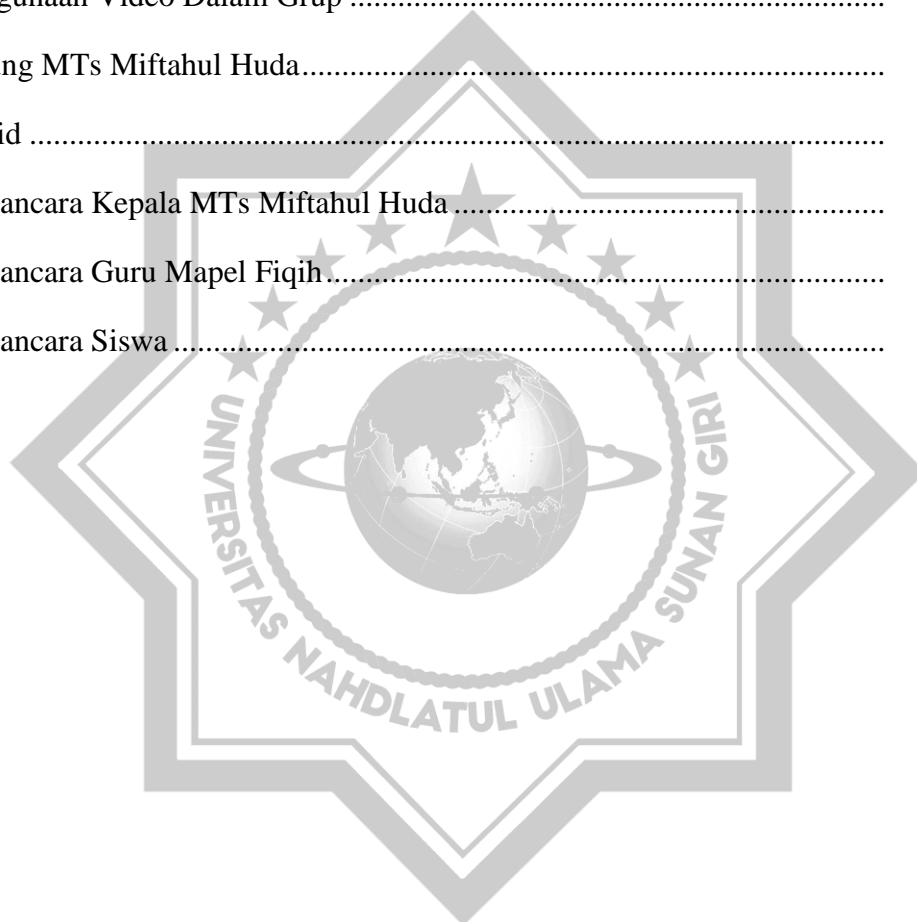 gunaan Video Dalam Grup ..................................................................
ng MTs Miftahul Huda........................................................................
id ..........................................................................................................
ancara Kepala MTs Miftahul Huda .....................................................
ancara Guru Mapel Fiqih.....................................................................
ancara Siswa ........................................................................................
UNIVERSITAS NAHDLATUL ULAMA SUNAN GIRI